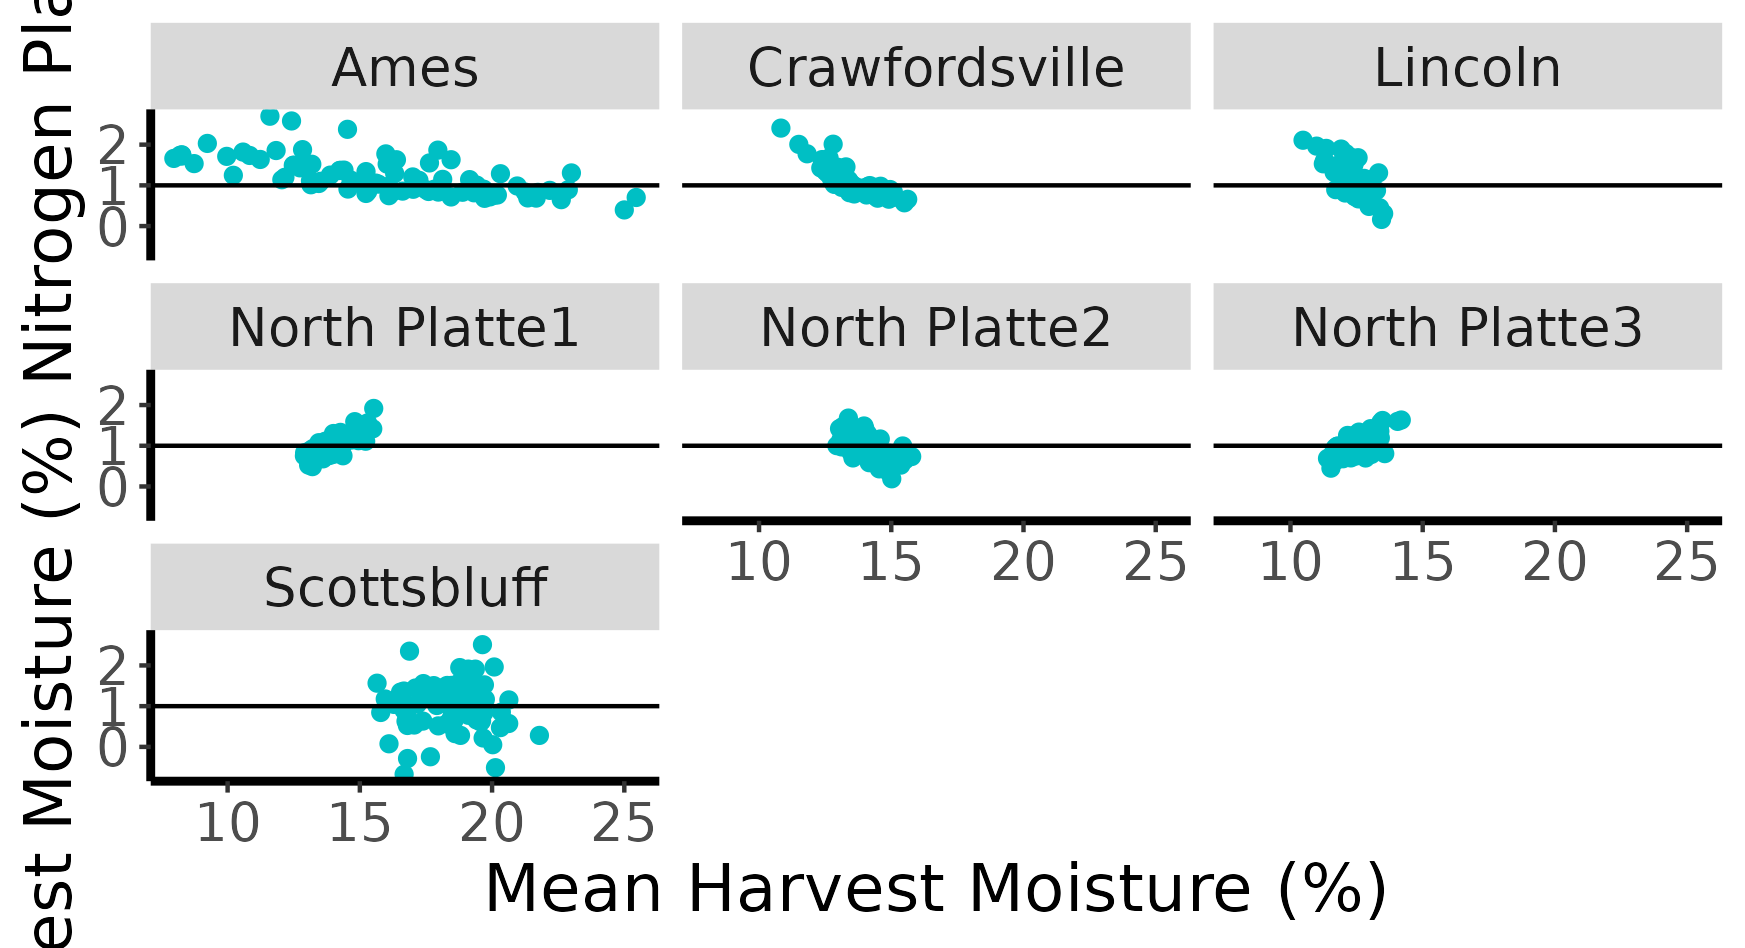 Ames Crawfordsville Lincoln
2
1
0
North Platte1 North Platte2 North Platte3
2
1
0
10 15 20 25 10 15 20 25
Scottsbluff
2
1
0
10 15 20 25
Mean Harvest Moisture (%)
est Moisture (%) Nitrogen Pla